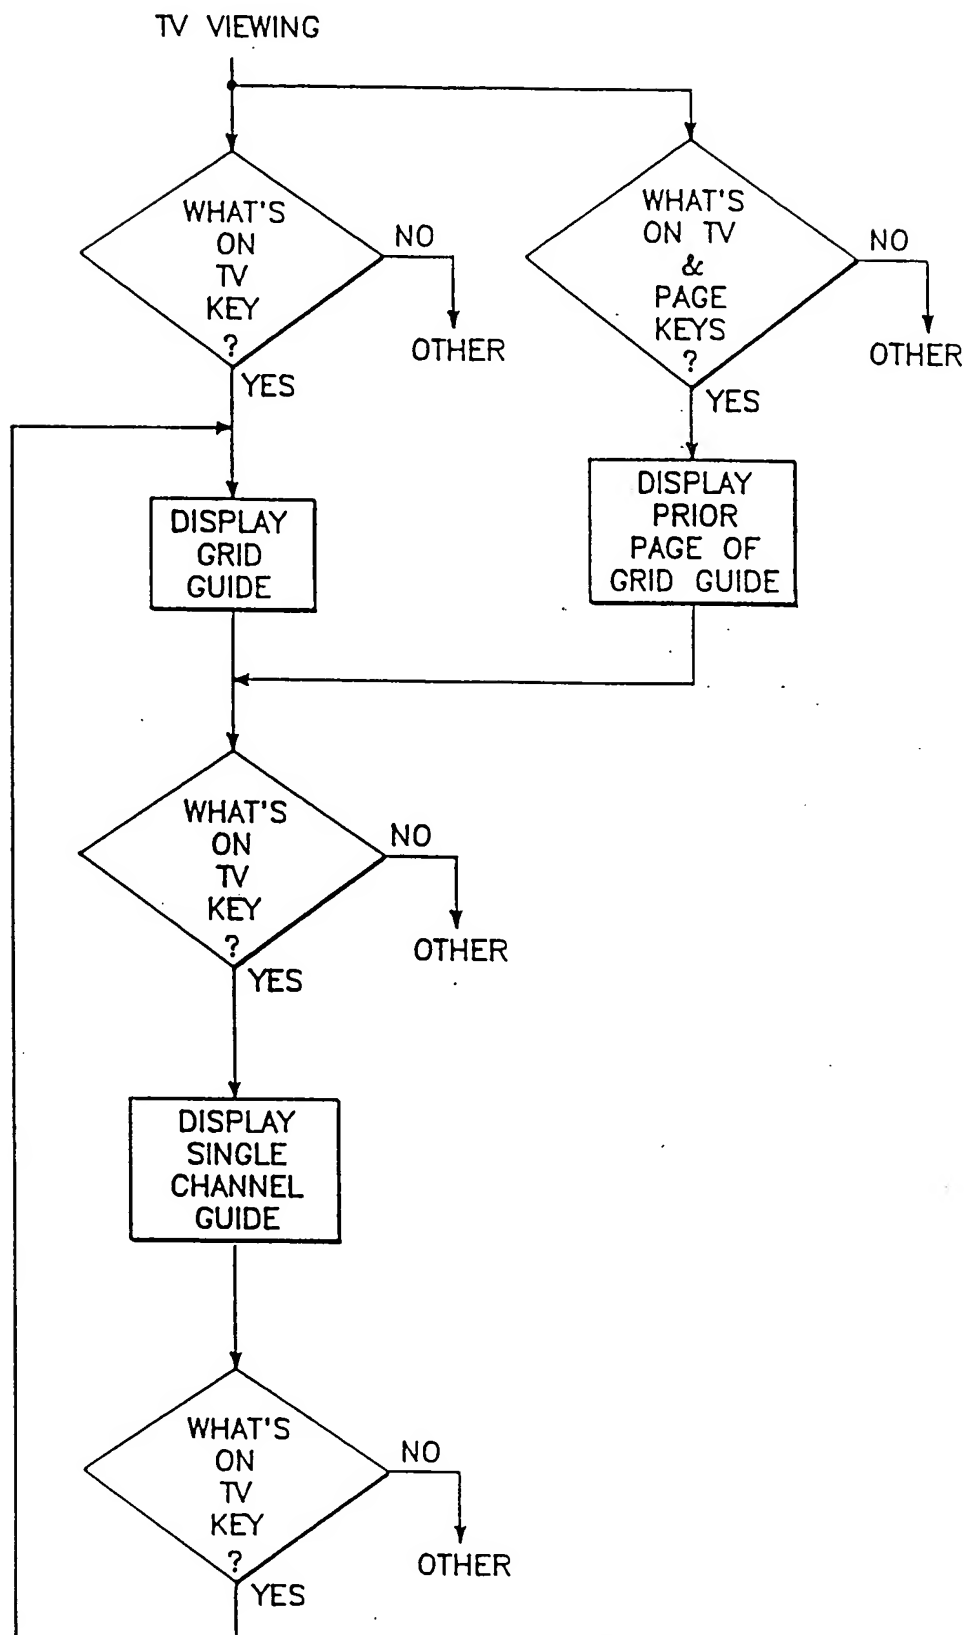 TV VIEWING
WHAT'S
ON
TV
KEY
?
NO
OTHER
YES
WHAT'S
ON TV
&
PAGE
KEYS
?
NO
OTHER
YES
DISPLAY
GRID
GUIDE
DISPLAY
PRIOR
PAGE OF
GRID GUIDE
WHAT'S
ON
TV
KEY
?
NO
OTHER
YES
DISPLAY
SINGLE
CHANNEL
GUIDE
WHAT'S
ON
TV
KEY
?
NO
OTHER
YES